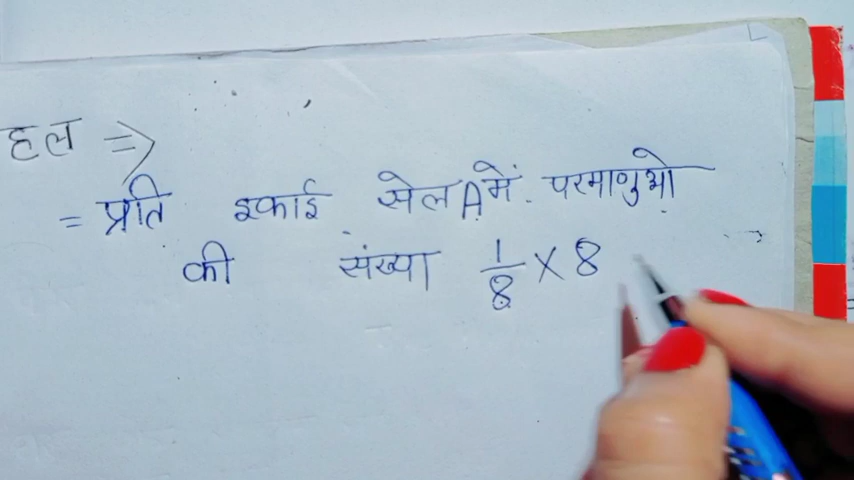 हल ⇒
= प्रति इकाई सेल A में परमाणुओ
की संख्या 1/8 × 8